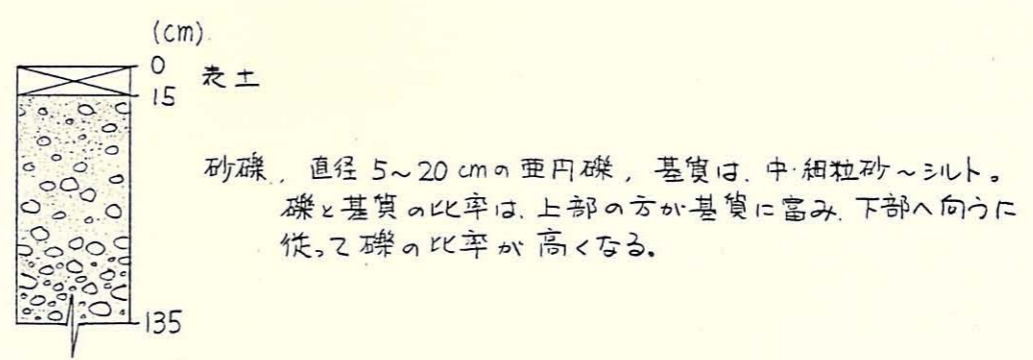 (cm)
0
表土
15
砂礫, 直径 5~20 cmの亜円礫, 基質は, 中・細粒砂~シルト。
礫と基質の比率は, 上部の方が基質に富み, 下部へ向うに
従って礫の比率が高くなる。
135